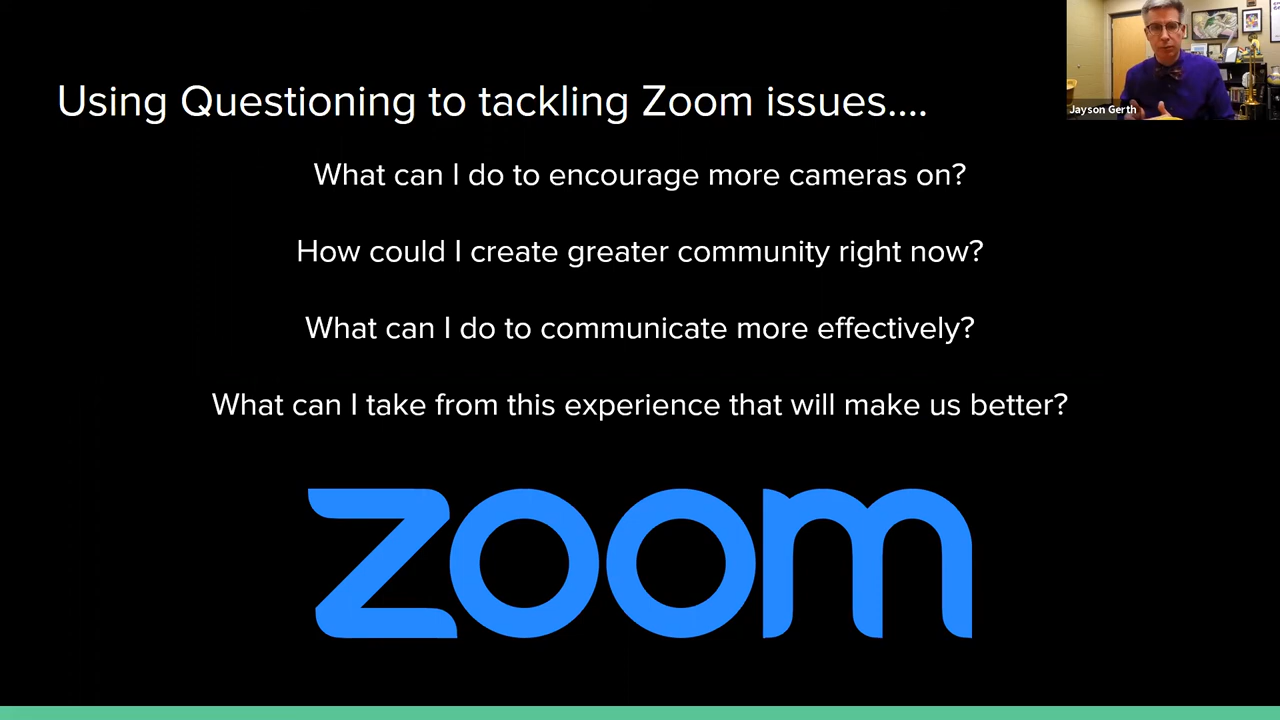 Using Questioning to tackling Zoom issues....
Jayson Gerth
What can I do to encourage more cameras on?
How could I create greater community right now?
What can I do to communicate more effectively?
What can I take from this experience that will make us better?
zoom